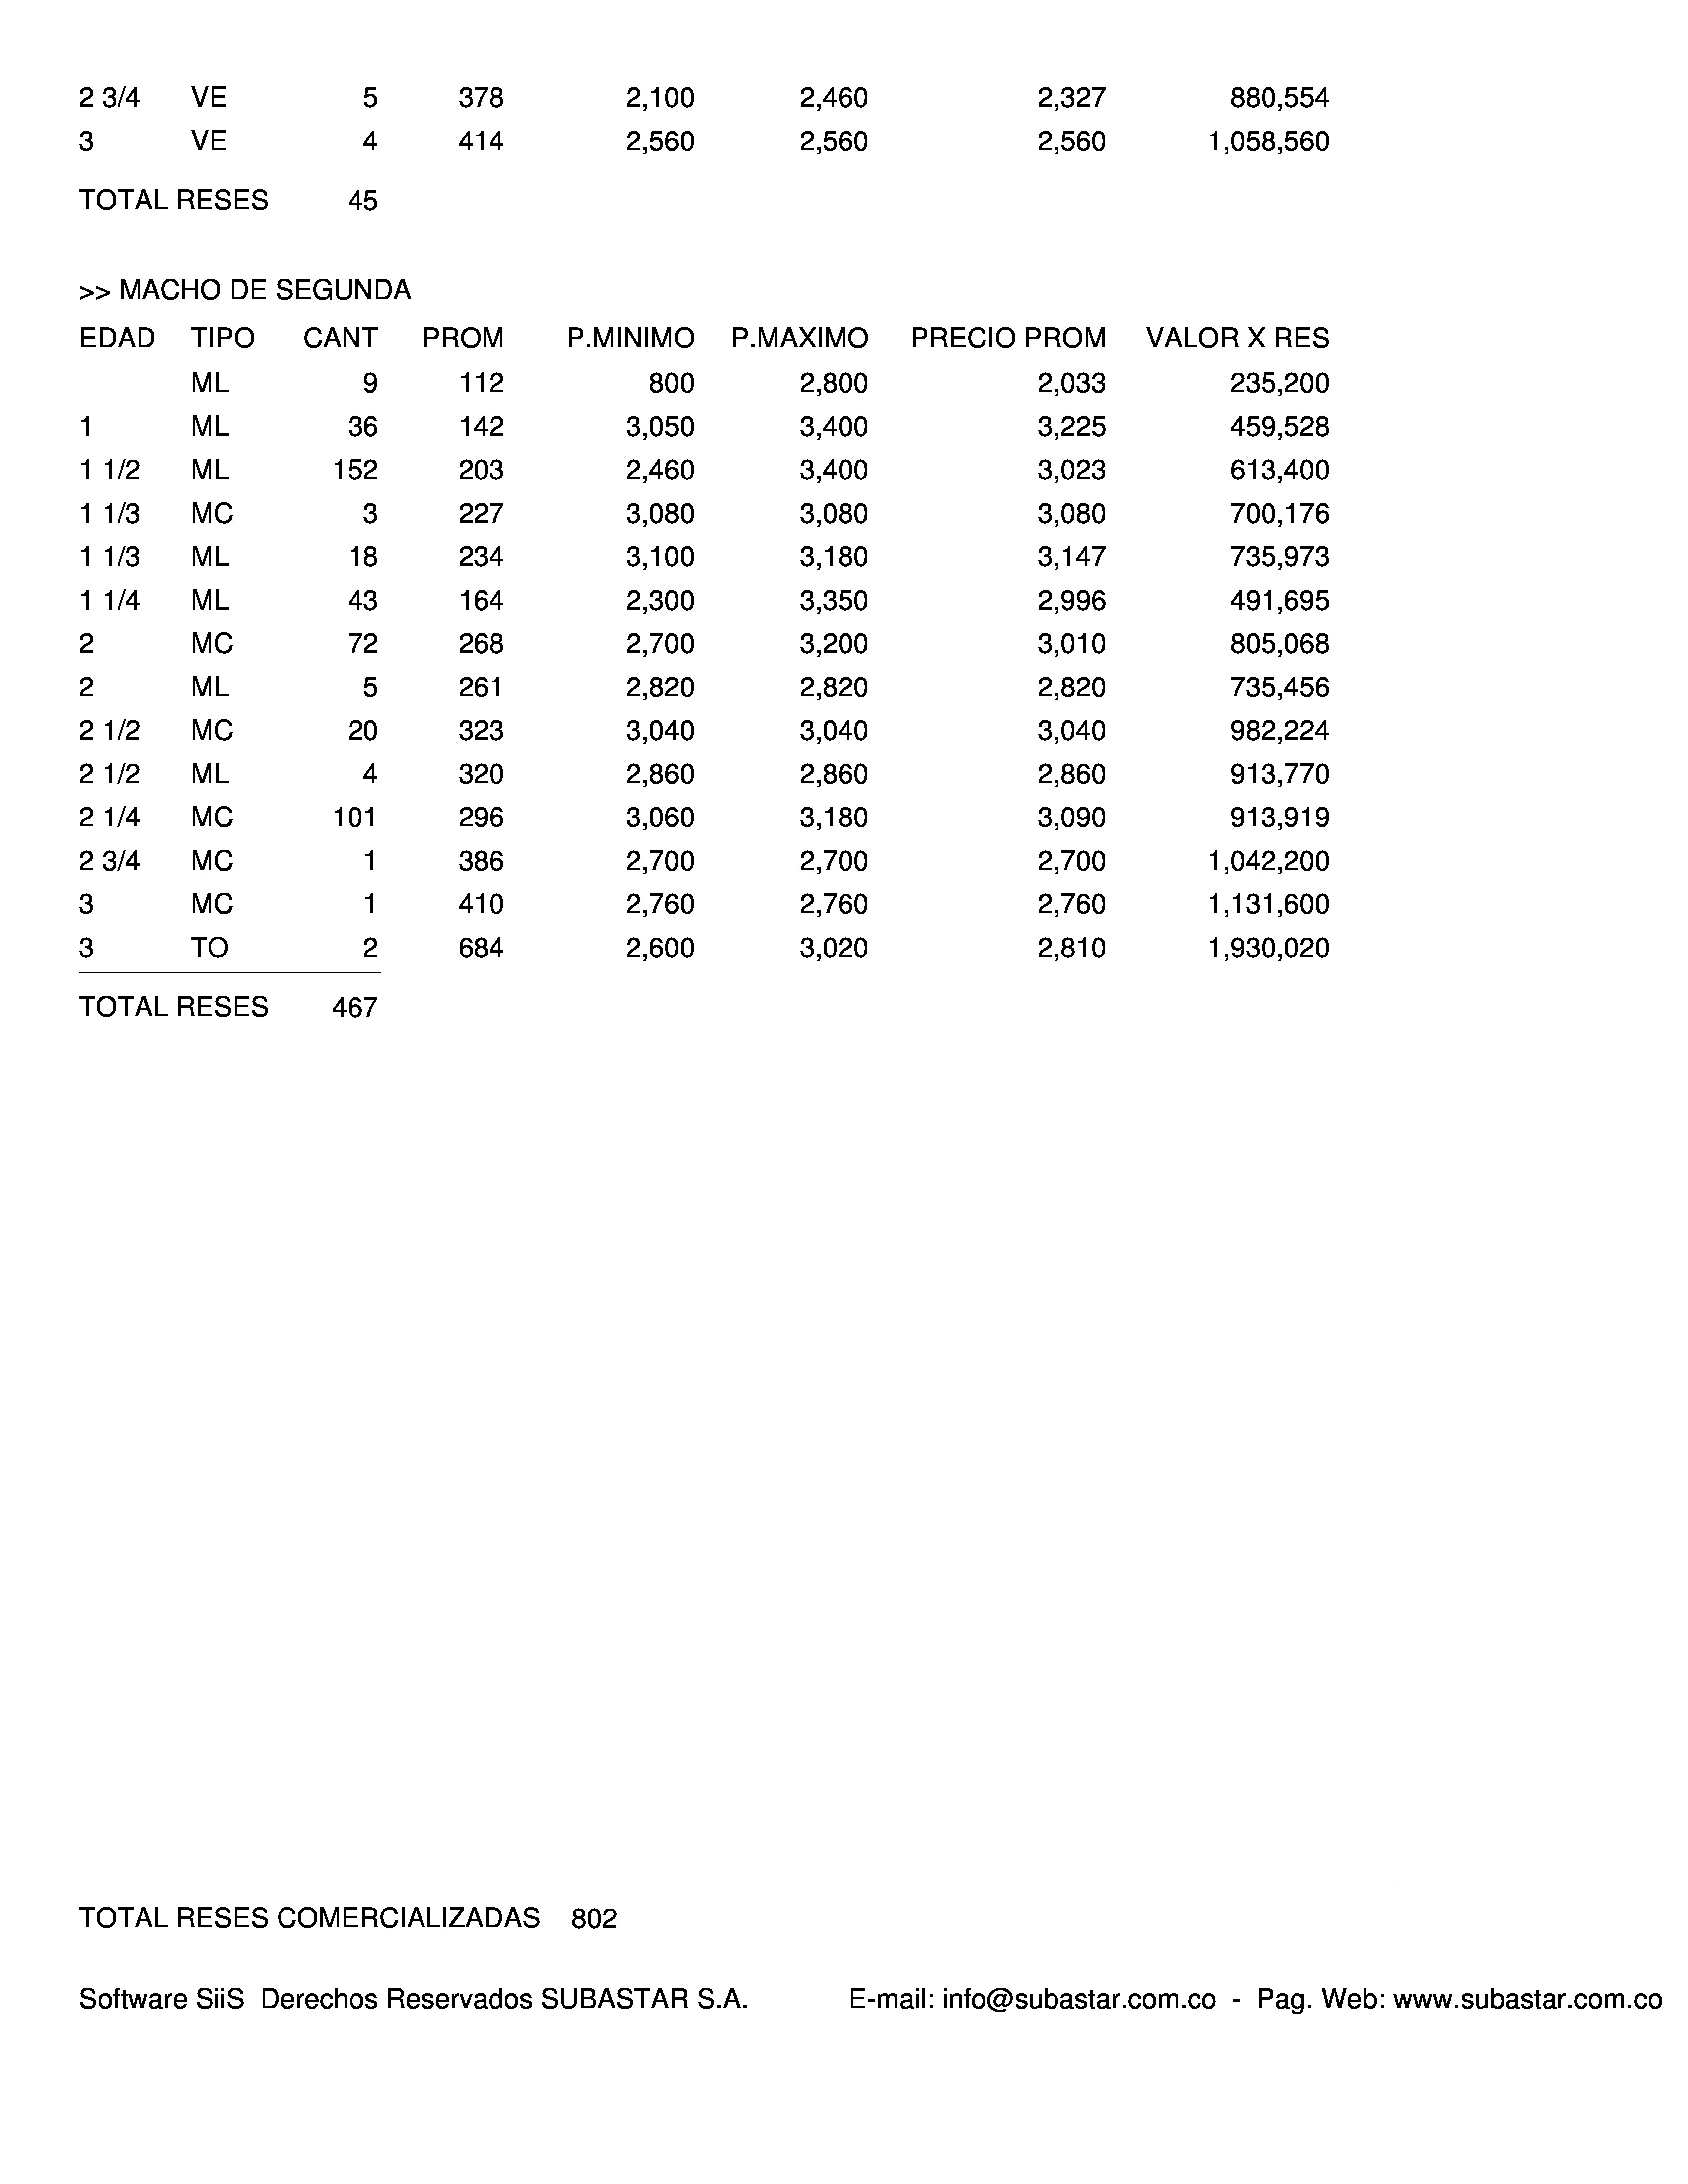 2 3/4 VE 5 378 2,100 2,460 2,327 880,554
3 VE 4 414 2,560 2,560 2,560 1,058,560
TOTAL RESES 45
>> MACHO DE SEGUNDA
EDAD TIPO CANT PROM P.MINIMO P.MAXIMO PRECIO PROM VALOR X RES
ML 9 112 800 2,800 2,033 235,200
1 ML 36 142 3,050 3,400 3,225 459,528
1 1/2 ML 152 203 2,460 3,400 3,023 613,400
1 1/3 MC 3 227 3,080 3,080 3,080 700,176
1 1/3 ML 18 234 3,100 3,180 3,147 735,973
1 1/4 ML 43 164 2,300 3,350 2,996 491,695
2 MC 72 268 2,700 3,200 3,010 805,068
2 ML 5 261 2,820 2,820 2,820 735,456
2 1/2 MC 20 323 3,040 3,040 3,040 982,224
2 1/2 ML 4 320 2,860 2,860 2,860 913,770
2 1/4 MC 101 296 3,060 3,180 3,090 913,919
2 3/4 MC 1 386 2,700 2,700 2,700 1,042,200
3 MC 1 410 2,760 2,760 2,760 1,131,600
3 TO 2 684 2,600 3,020 2,810 1,930,020
TOTAL RESES 467
TOTAL RESES COMERCIALIZADAS 802
Software SiiS Derechos Reservados SUBASTAR S.A. E-mail: info@subastar.com.co - Pag. Web: www.subastar.com.co